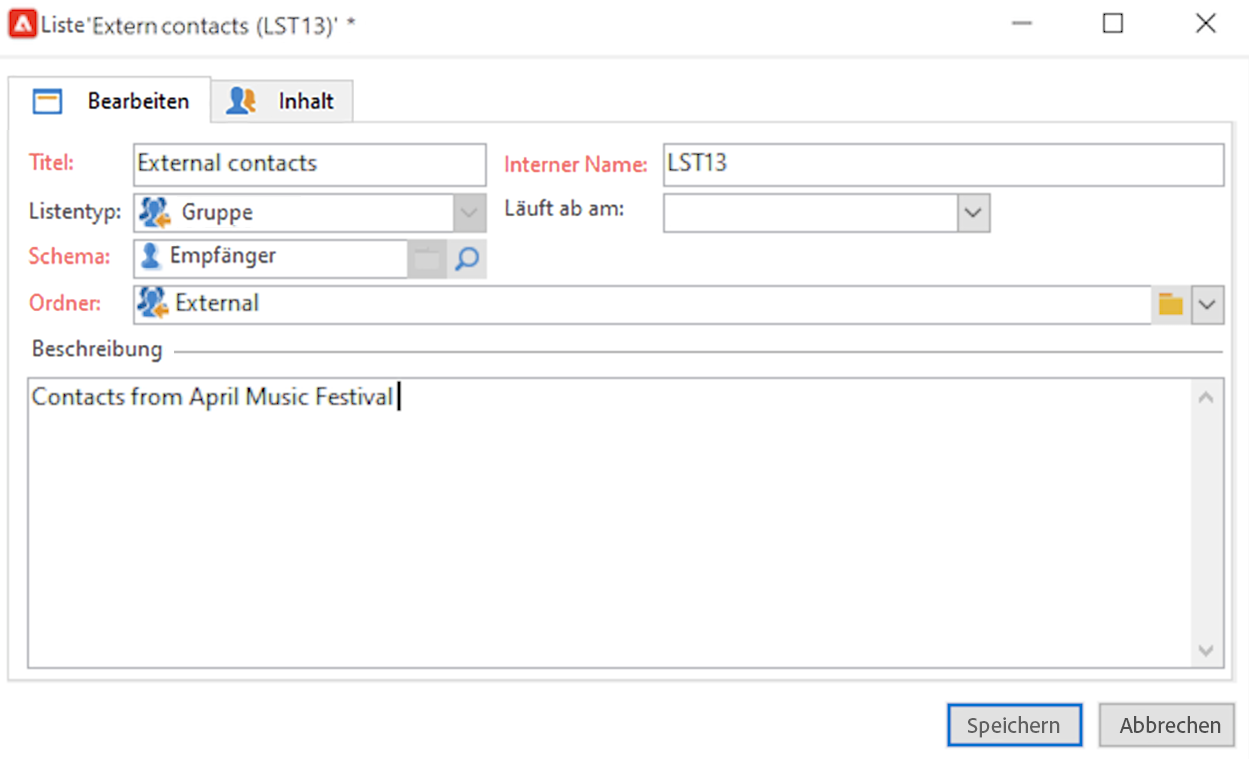 Liste'Extern contacts (LST13)' *
Bearbeiten Inhalt
Titel: External contacts Interner Name: LST13
Listentyp: Gruppe Läuft ab am:
Schema: Empfänger
Ordner: External
Beschreibung
Contacts from April Music Festival
Speichern Abbrechen